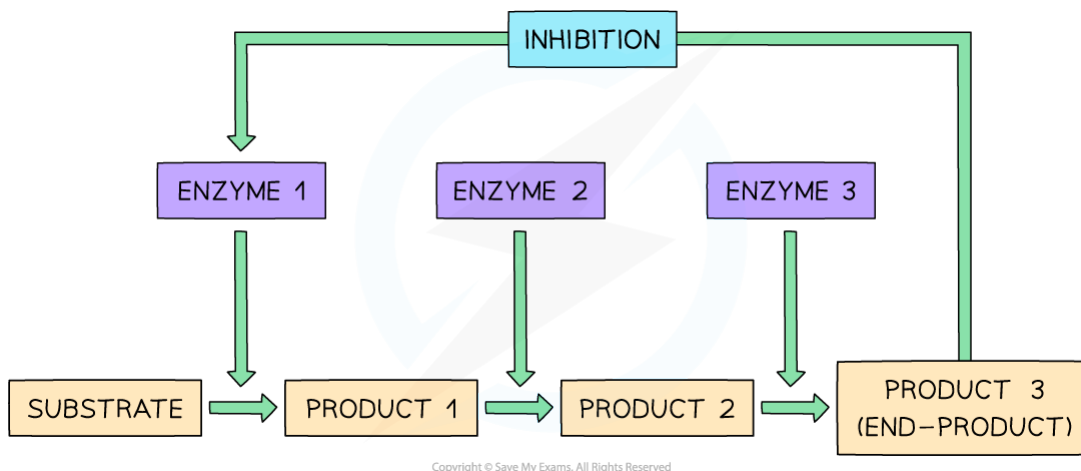 INHIBITION
ENZYME 1
ENZYME 2
ENZYME 3
SUBSTRATE
PRODUCT 1
PRODUCT 2
PRODUCT 3
(END-PRODUCT)
Copyright © Save My Exams. All Rights Reserved